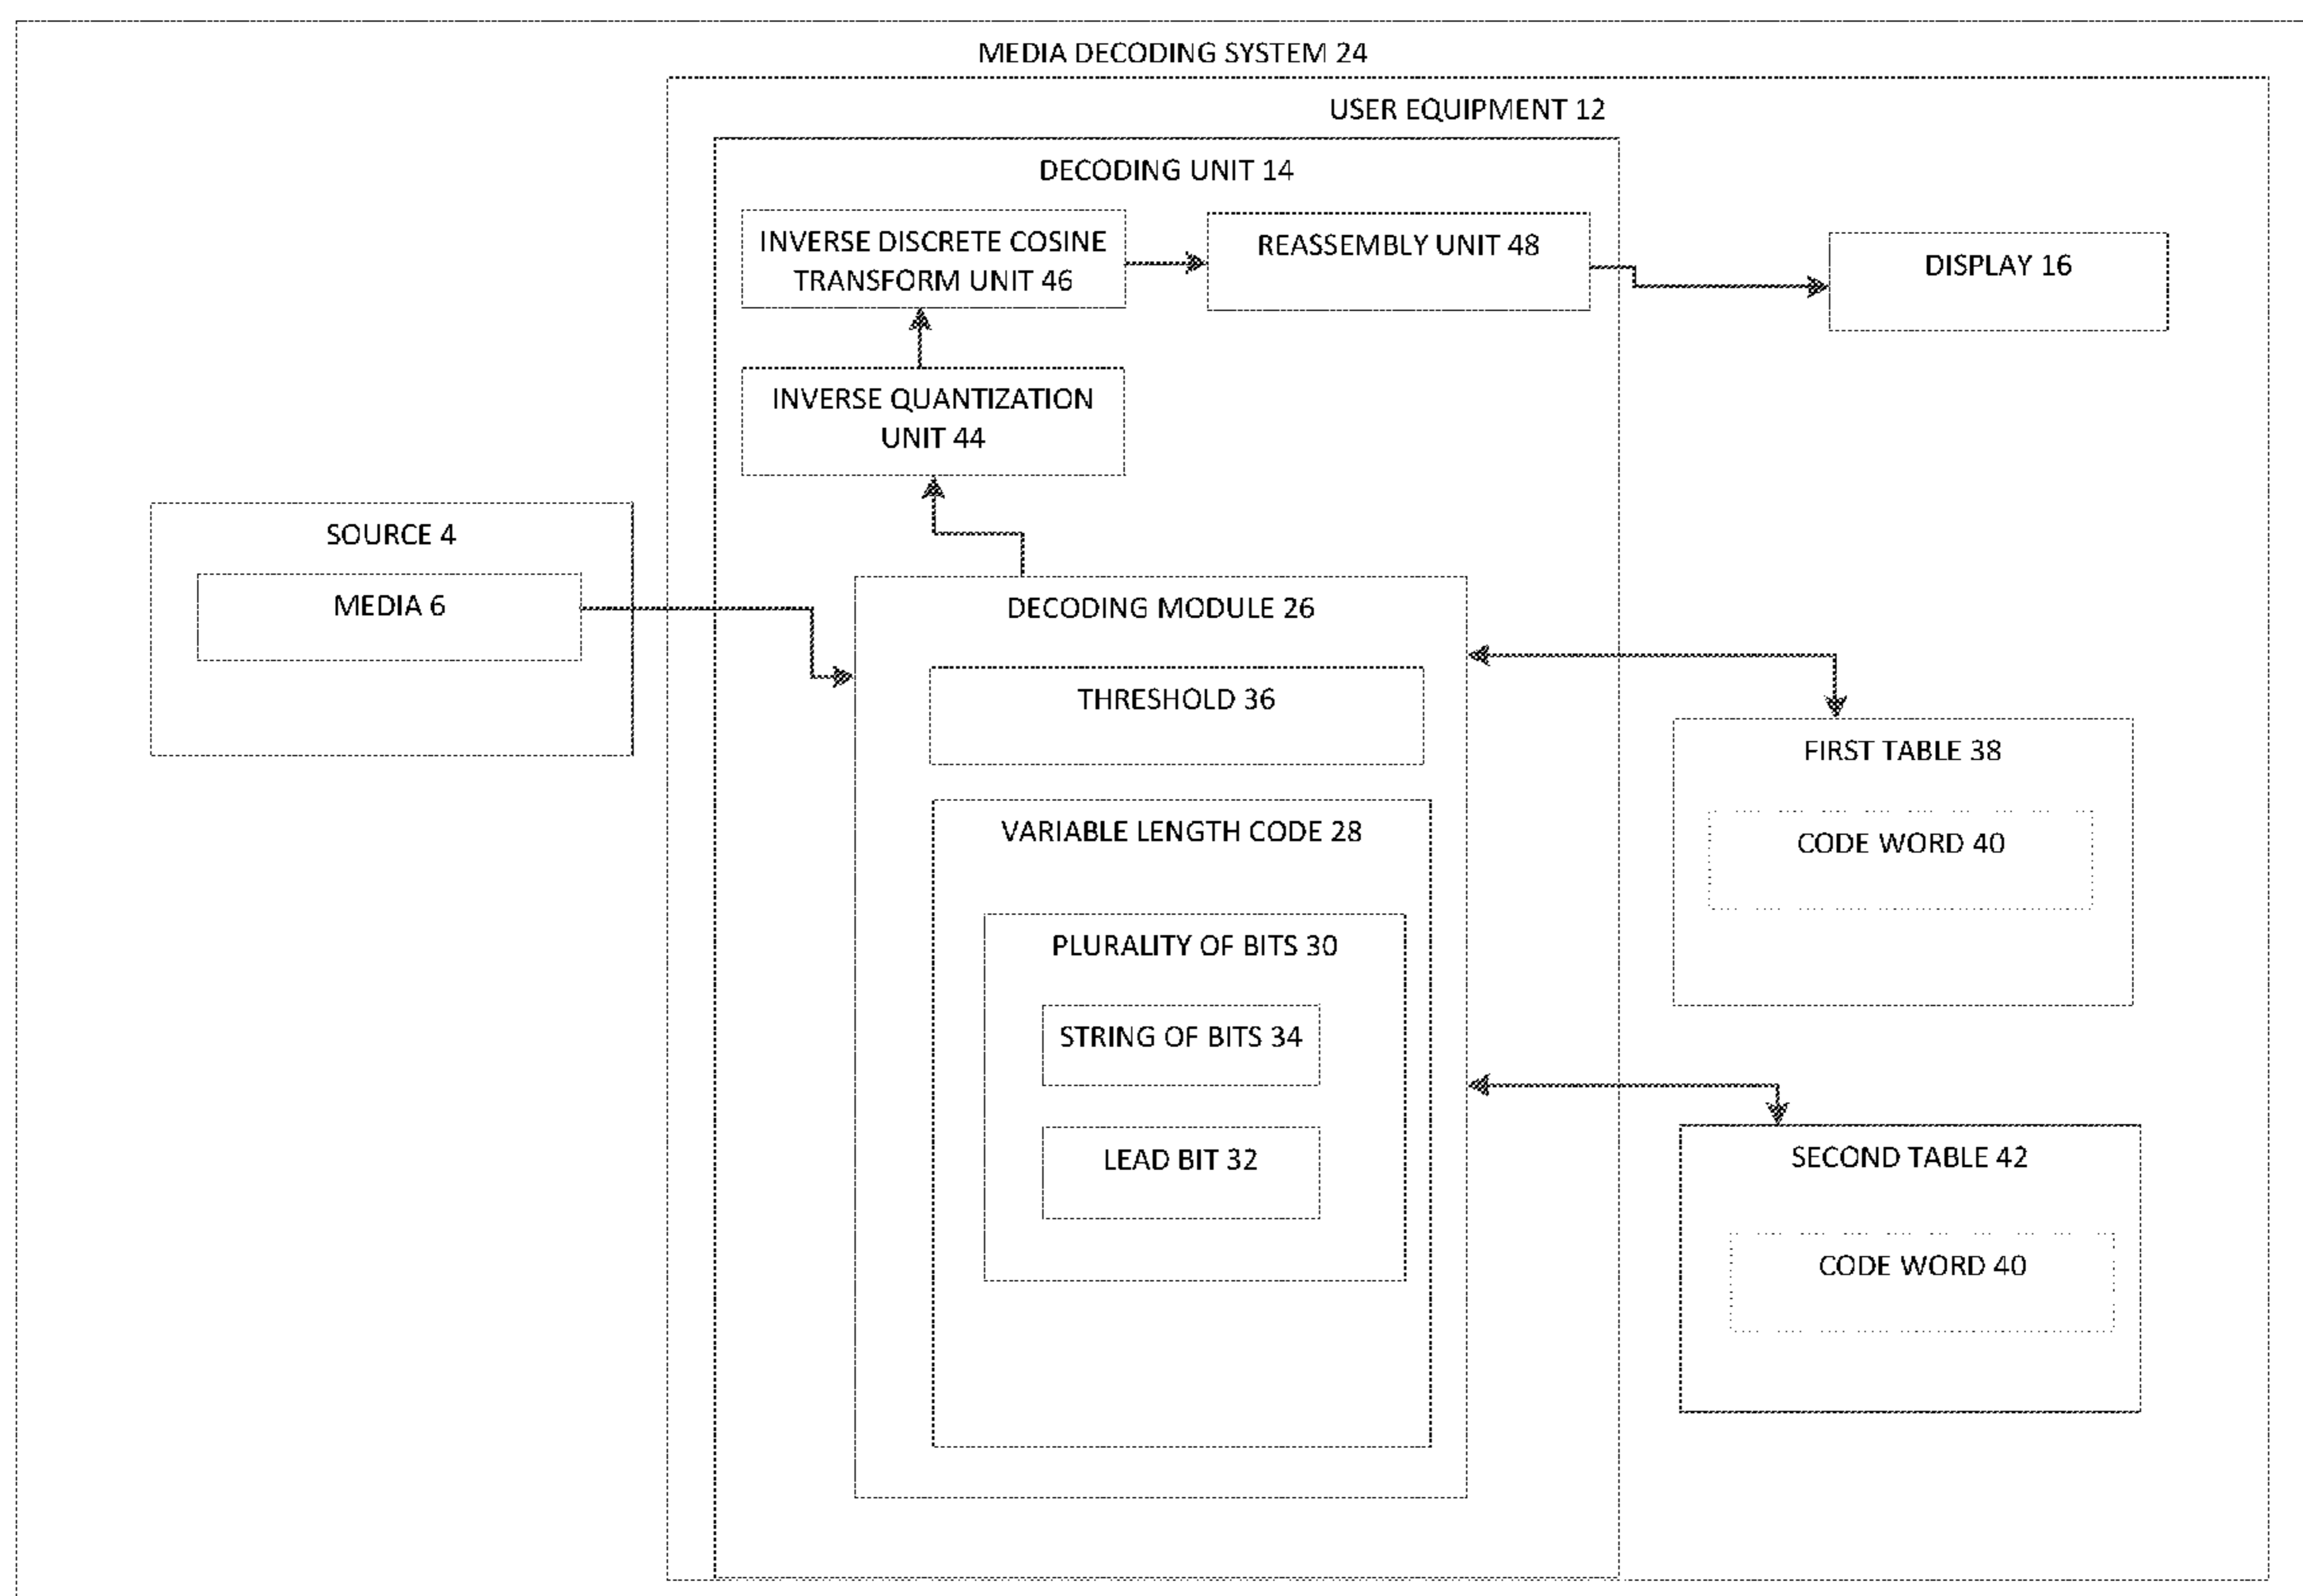 MEDIA DECODING SYSTEM 24
USER EQUIPMENT 12
DECODING UNIT 14
INVERSE DISCRETE COSINE
TRANSFORM UNIT 46
REASSEMBLY UNIT 48
DISPLAY 16
INVERSE QUANTIZATION
UNIT 44
SOURCE 4
MEDIA 6
DECODING MODULE 26
THRESHOLD 36
VARIABLE LENGTH CODE 28
PLURALITY OF BITS 30
STRING OF BITS 34
LEAD BIT 32
FIRST TABLE 38
CODE WORD 40
SECOND TABLE 42
CODE WORD 40